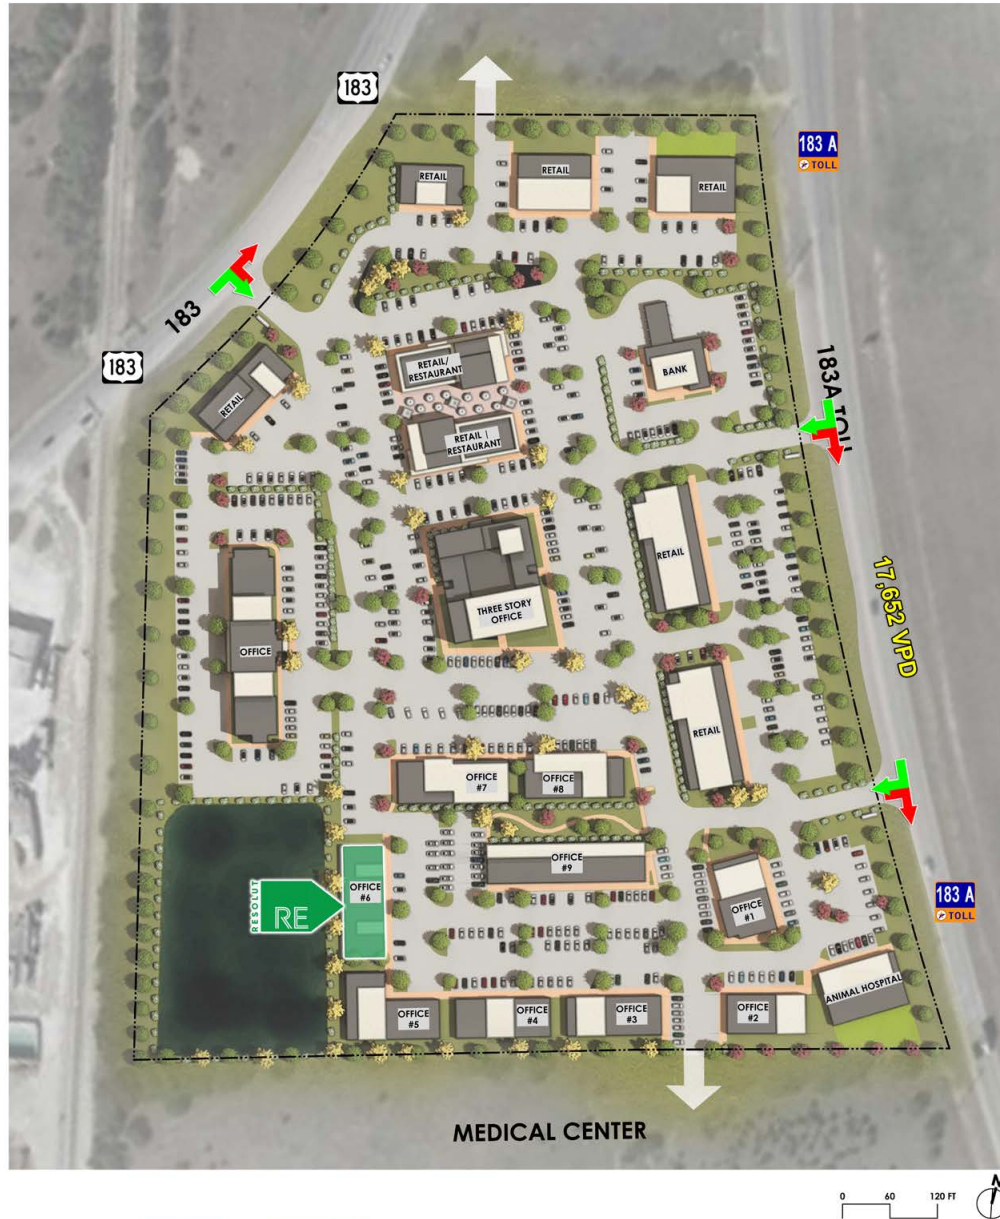 183
183 A
TOLL
RETAIL
RETAIL
RETAIL
183
183
RETAIL/
RESTAURANT
BANK
183A TOLL
RETAIL
RETAIL |
RESTAURANT
RETAIL
17,652 VPD
THREE STORY
OFFICE
OFFICE
RETAIL
OFFICE
#7
OFFICE
#8
OFFICE
#9
RESOLUT
RE
OFFICE
#6
OFFICE
#1
183 A
TOLL
ANIMAL HOSPITAL
OFFICE
#5
OFFICE
#4
OFFICE
#3
OFFICE
#2
MEDICAL CENTER
0 60 120 FT
N